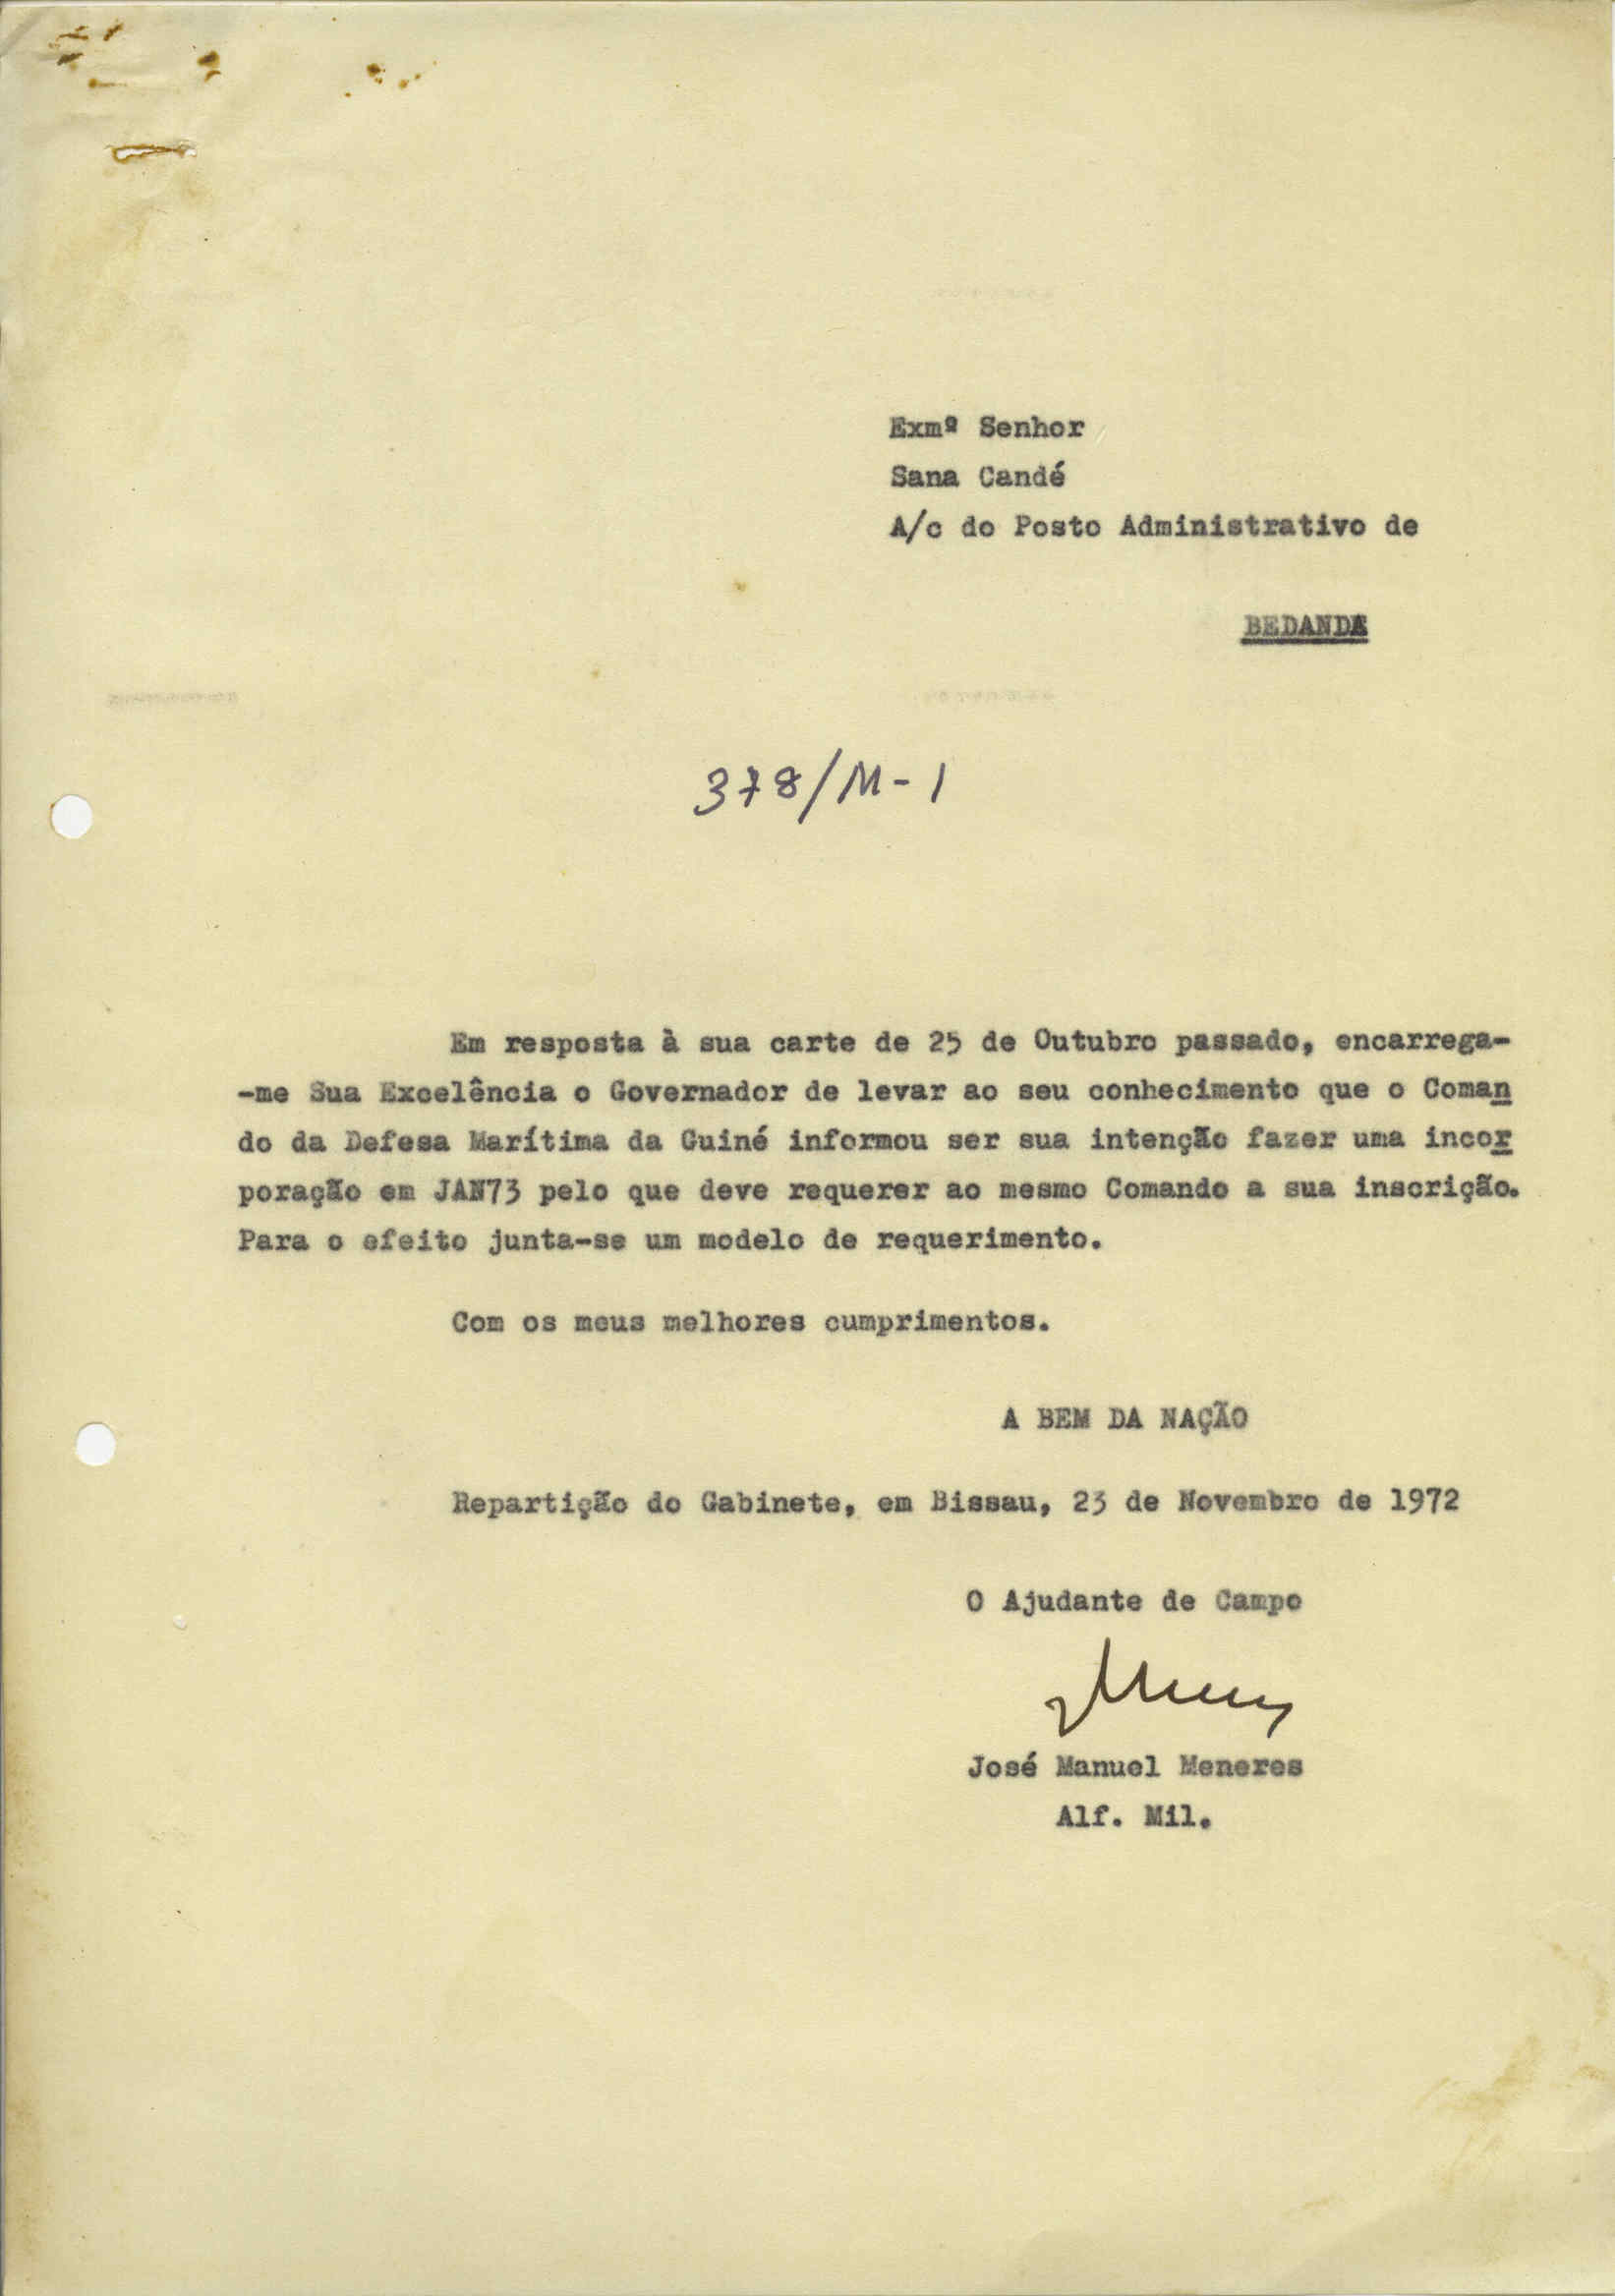 Exmº Senhor
Sana Candé
A/c do Posto Administrativo de
BEDANDA
378/M-1
Em resposta à sua carte de 25 de Outubro passado, encarrega-
-me Sua Excelência o Governador de levar ao seu conhecimento que o Coman
do da Defesa Marítima da Guiné informou ser sua intenção fazer uma incor
poração em JAN73 pelo que deve requerer ao mesmo Comando a sua inscrição.
Para o efeito junta-se um modelo de requerimento.
Com os meus melhores cumprimentos.
A BEM DA NAÇÃO
Repartição do Gabinete, em Bissau, 23 de Novembro de 1972
O Ajudante de Campo
José Manuel Meneres
Alf. Mil.